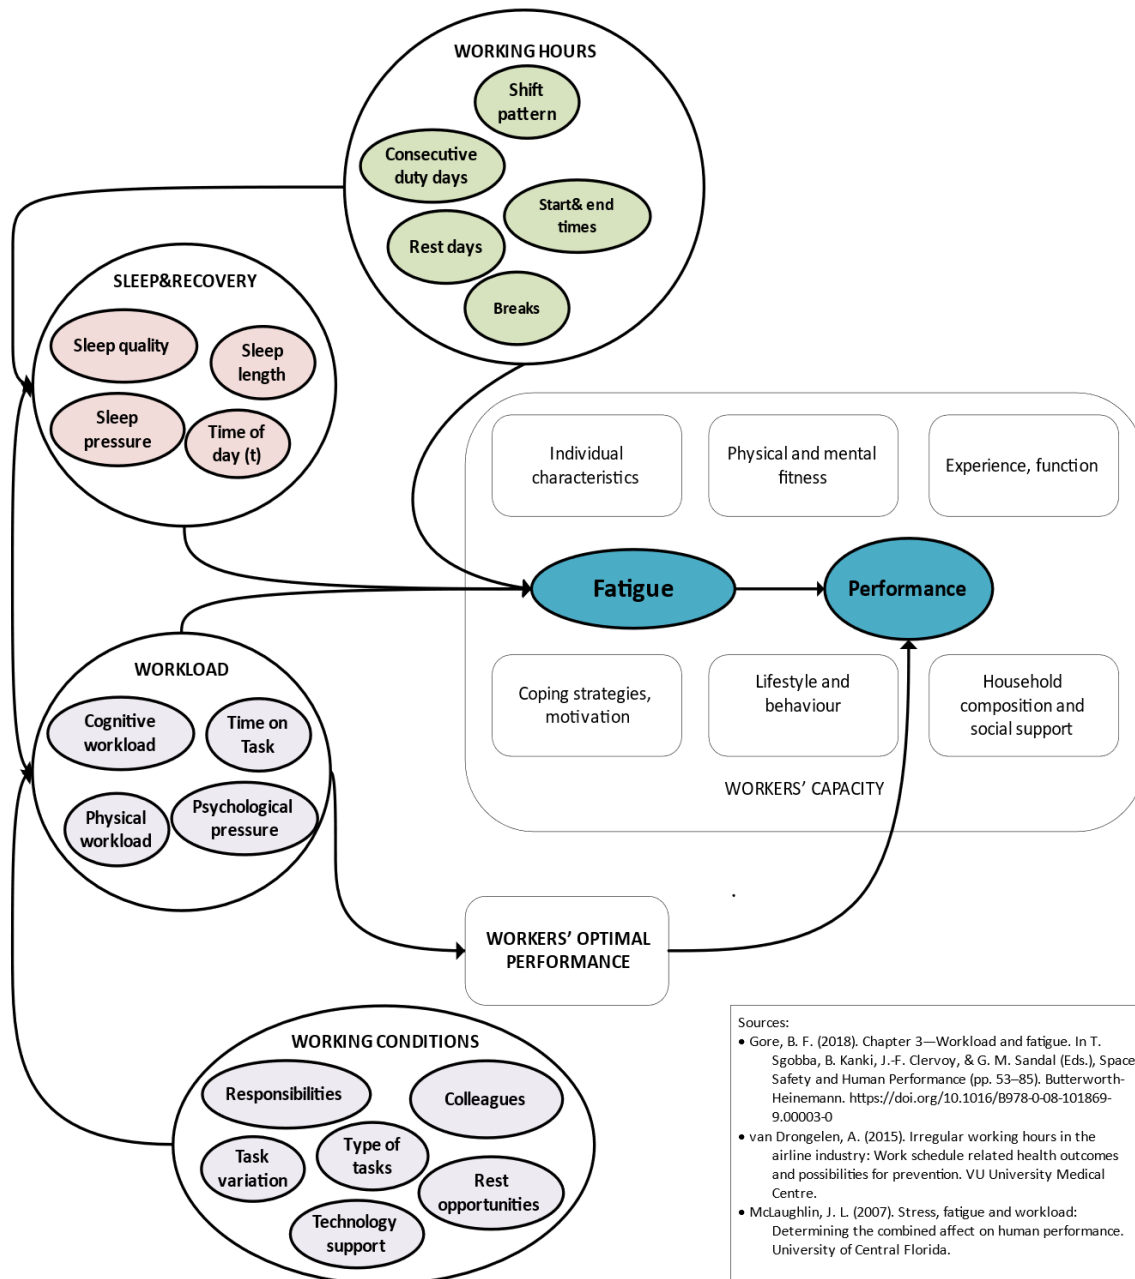 WORKING HOURS
Shift
pattern
Consecutive
duty days
Start& end
times
Rest days
Breaks
SLEEP&RECOVERY
Sleep quality
Sleep
length
Sleep
pressure
Time of
day (t)
Individual
characteristics
Physical and mental
fitness
Experience, function
Fatigue
Performance
Coping strategies,
motivation
Lifestyle and
behaviour
Household
composition and
social support
WORKERS’ CAPACITY
WORKLOAD
Cognitive
workload
Time on
Task
Physical
workload
Psychological
pressure
WORKERS’ OPTIMAL
PERFORMANCE
WORKING CONDITIONS
Responsibilities
Colleagues
Task
variation
Type of
tasks
Rest
opportunities
Technology
support
Sources:
• Gore, B. F. (2018). Chapter 3—Workload and fatigue. In T.
Sgobba, B. Kanki, J.-F. Clervoy, & G. M. Sandal (Eds.), Space
Safety and Human Performance (pp. 53–85). Butterworth-
Heinemann. https://doi.org/10.1016/B978-0-08-101869-
9.00003-0
• van Drongelen, A. (2015). Irregular working hours in the
airline industry: Work schedule related health outcomes
and possibilities for prevention. VU University Medical
Centre.
• McLaughlin, J. L. (2007). Stress, fatigue and workload:
Determining the combined affect on human performance.
University of Central Florida.